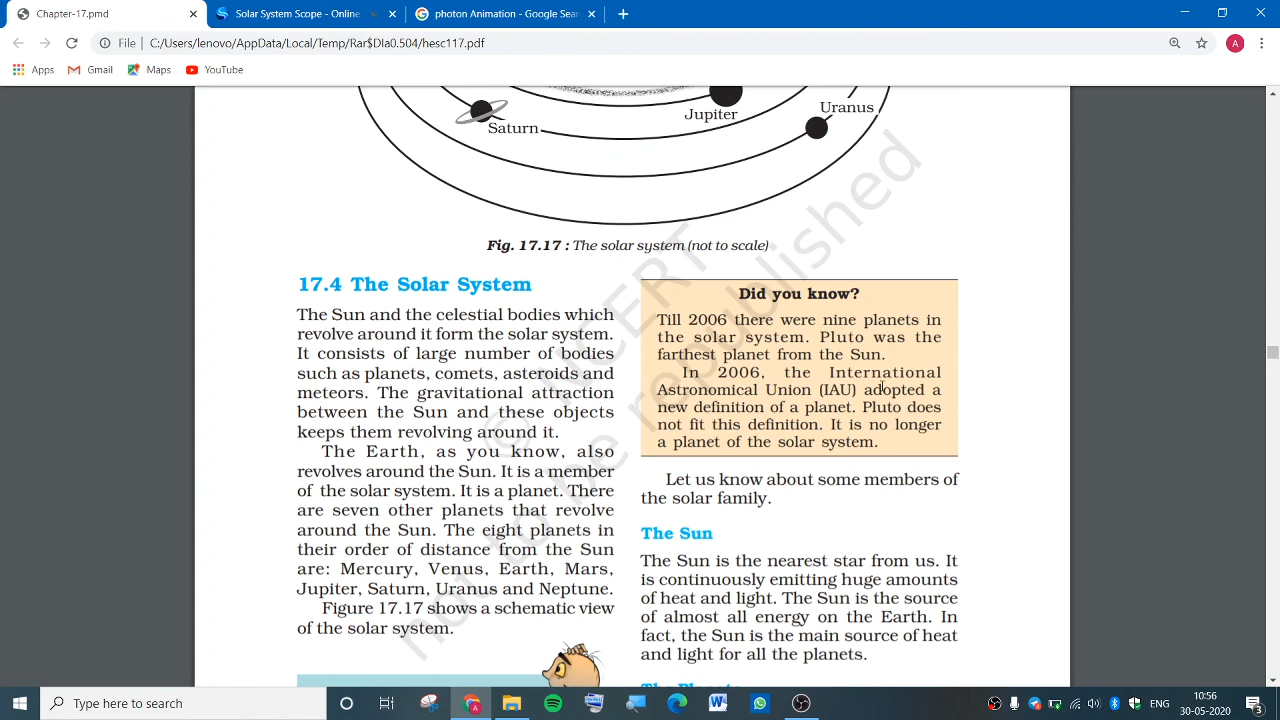 Chapter-17.pmd
Solar System Scope - Online
photon Animation - Google Sear
File
C:/Users/lenovo/AppData/Local/Temp/Rar$DIa0.504/hesc117.pdf
A
Apps
Gmail
Maps
YouTube
Saturn
Jupiter
Uranus
Fig. 17.17 : The solar system (not to scale)
17.4 The Solar System
The Sun and the celestial bodies which
revolve around it form the solar system.
It consists of large number of bodies
such as planets, comets, asteroids and
meteors. The gravitational attraction
between the Sun and these objects
keeps them revolving around it.
The Earth, as you know, also
revolves around the Sun. It is a member
of the solar system. It is a planet. There
are seven other planets that revolve
around the Sun. The eight planets in
their order of distance from the Sun
are: Mercury, Venus, Earth, Mars,
Jupiter, Saturn, Uranus and Neptune.
Figure 17.17 shows a schematic view
of the solar system.
Did you know?
Till 2006 there were nine planets in
the solar system. Pluto was the
farthest planet from the Sun.
In 2006, the International
Astronomical Union (IAU) adopted a
new definition of a planet. Pluto does
not fit this definition. It is no longer
a planet of the solar system.
Let us know about some members of
the solar family.
The Sun
The Sun is the nearest star from us. It
is continuously emitting huge amounts
of heat and light. The Sun is the source
of almost all energy on the Earth. In
fact, the Sun is the main source of heat
and light for all the planets.
The Planets
© NCERT
not to be republished
Type here to search
ENG
10:56
30-05-2020
3